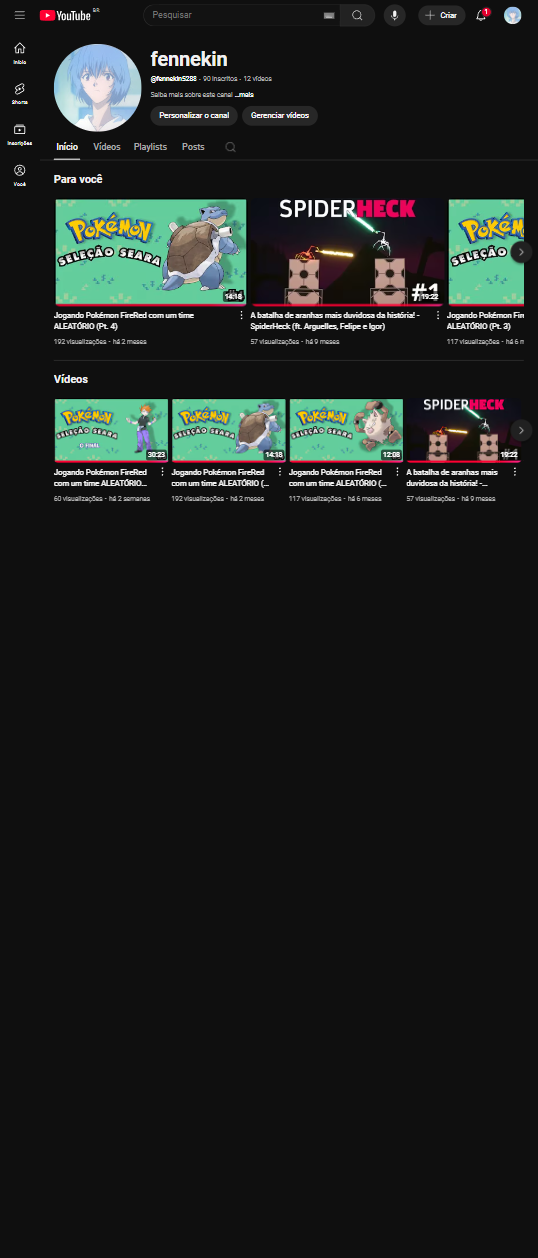 YouTube BR
Pesquisar
Criar
1
Início
Shorts
Inscrições
Você
fennekin
@fennekin5288 · 90 inscritos · 12 vídeos
Saiba mais sobre este canal ...mais
Personalizar o canal
Gerenciar vídeos
Início Vídeos Playlists Posts
Para você
POKÉMON
SELEÇÃO SEARA
14:18
SPIDERHECK
#1
19:22
POKÉM
SELEÇÃO
Jogando Pokémon FireRed com um time
ALEATÓRIO (Pt. 4)
192 visualizações · há 2 meses
A batalha de aranhas mais duvidosa da história! -
SpiderHeck (ft. Arguelles, Felipe e Igor)
57 visualizações · há 9 meses
Jogando Pokémon Fir
ALEATÓRIO (Pt. 3)
117 visualizações · há 6 m
Vídeos
POKÉMON
SELEÇÃO SEARA
O FINAL
30:23
POKÉMON
SELEÇÃO SEARA
14:18
POKÉMON
SELEÇÃO SEARA
12:08
SPIDERHECK
19:22
Jogando Pokémon FireRed
com um time ALEATÓRIO...
60 visualizações · há 2 semanas
Jogando Pokémon FireRed
com um time ALEATÓRIO (...
192 visualizações · há 2 meses
Jogando Pokémon FireRed
com um time ALEATÓRIO (...
117 visualizações · há 6 meses
A batalha de aranhas mais
duvidosa da história! -...
57 visualizações · há 9 meses